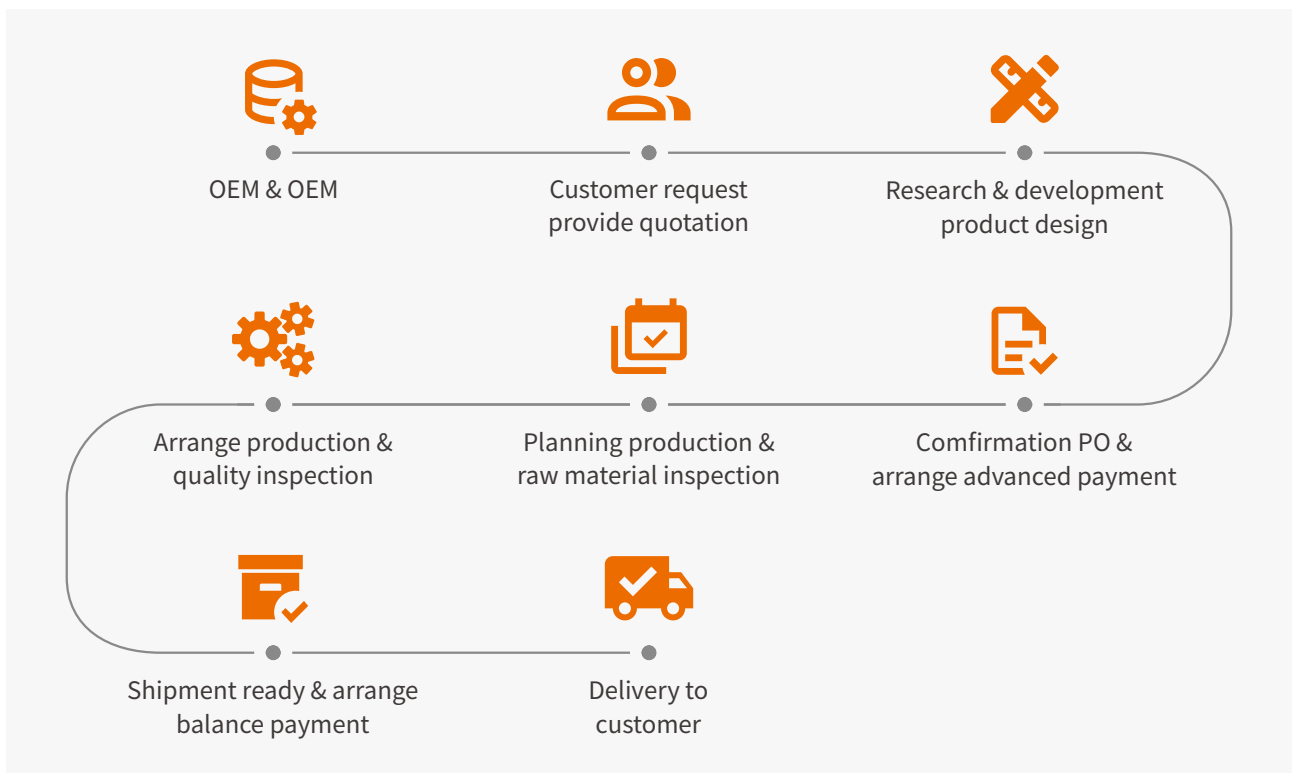 OEM & OEM
Customer request
provide quotation
Research & development
product design
Arrange production &
quality inspection
Planning production &
raw material inspection
Comfirmation PO &
arrange advanced payment
Shipment ready & arrange
balance payment
Delivery to
customer